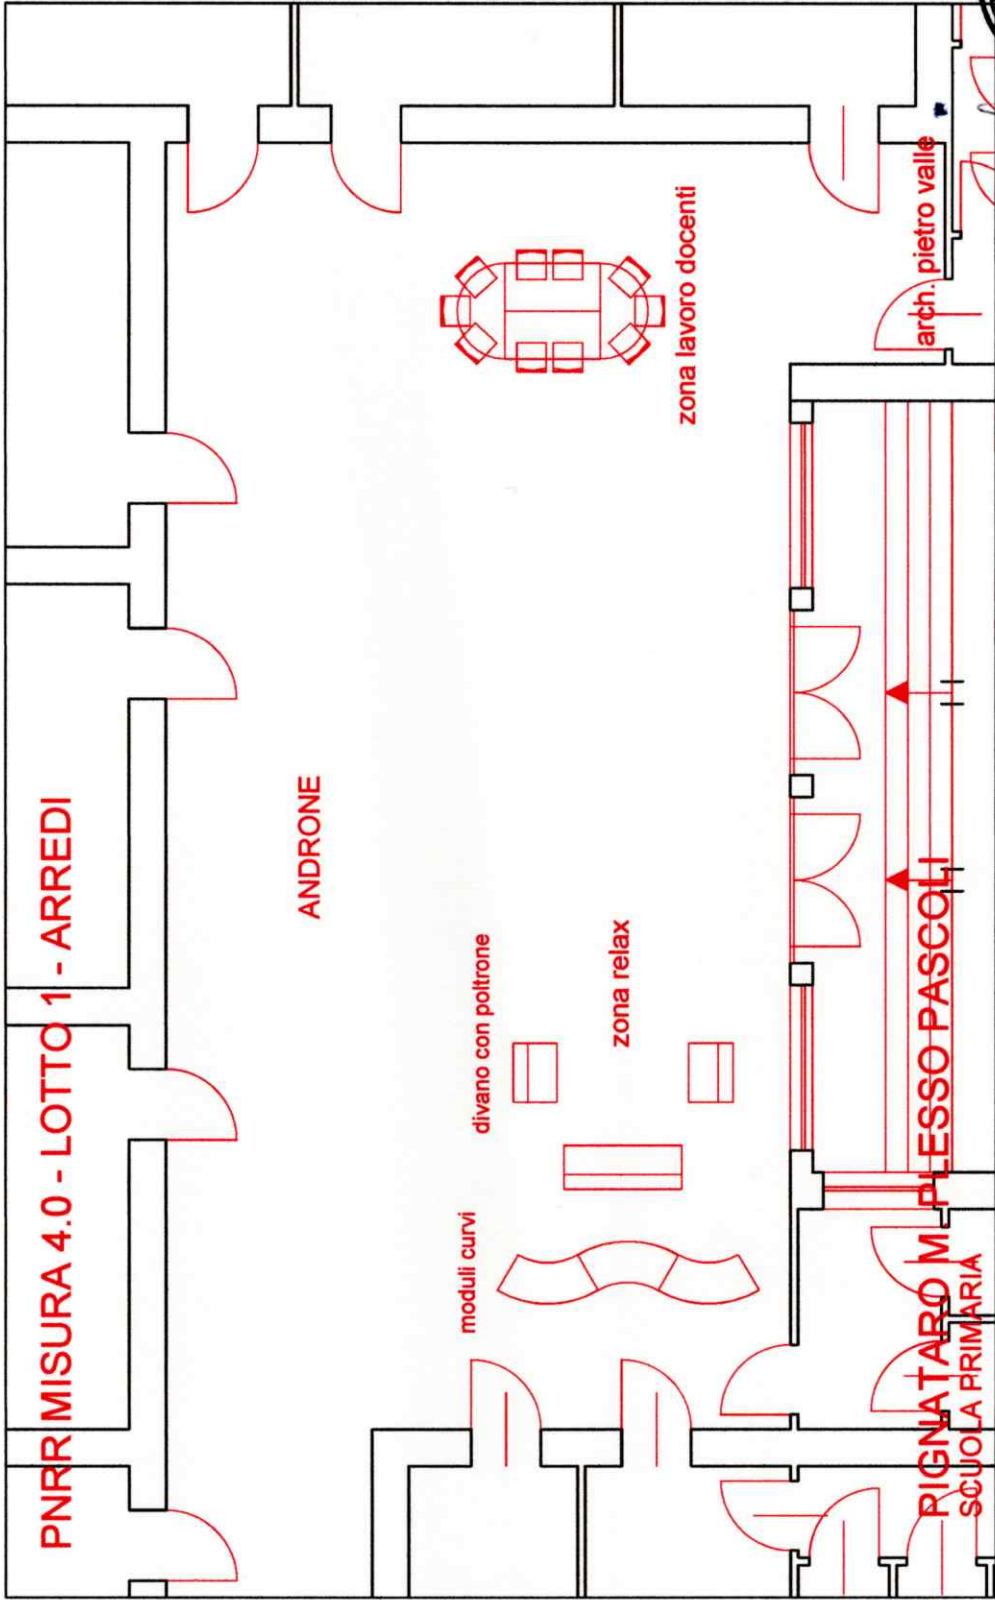 PNRR MISURA 4.0 - LOTTO 1 - ARREDI
ANDRONE
moduli curvi
divano con poltrone
zona relax
zona lavoro docenti
PIGNATARO M. PLESSO PASCOLI
SCUOLA PRIMARIA
arch. pietro valle